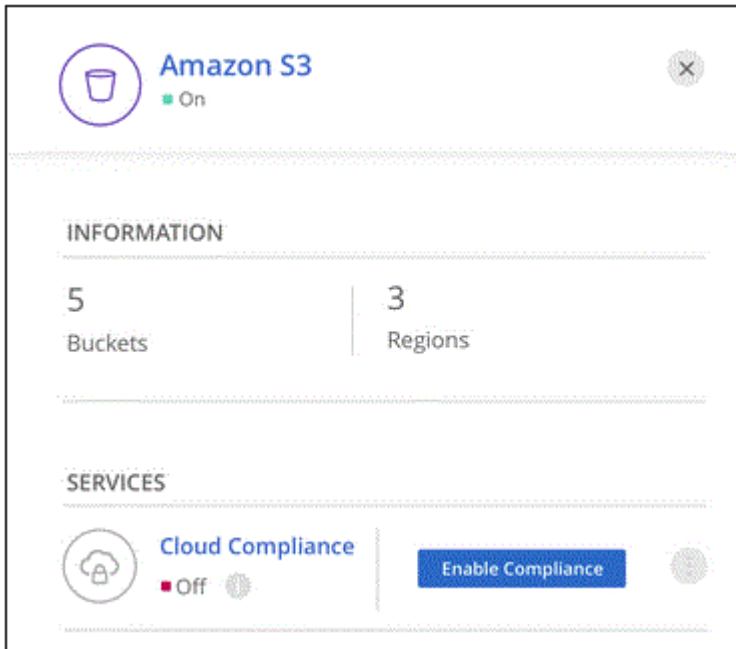 Amazon S3
On
INFORMATION
5
Buckets
3
Regions
SERVICES
Cloud Compliance
Off
Enable Compliance